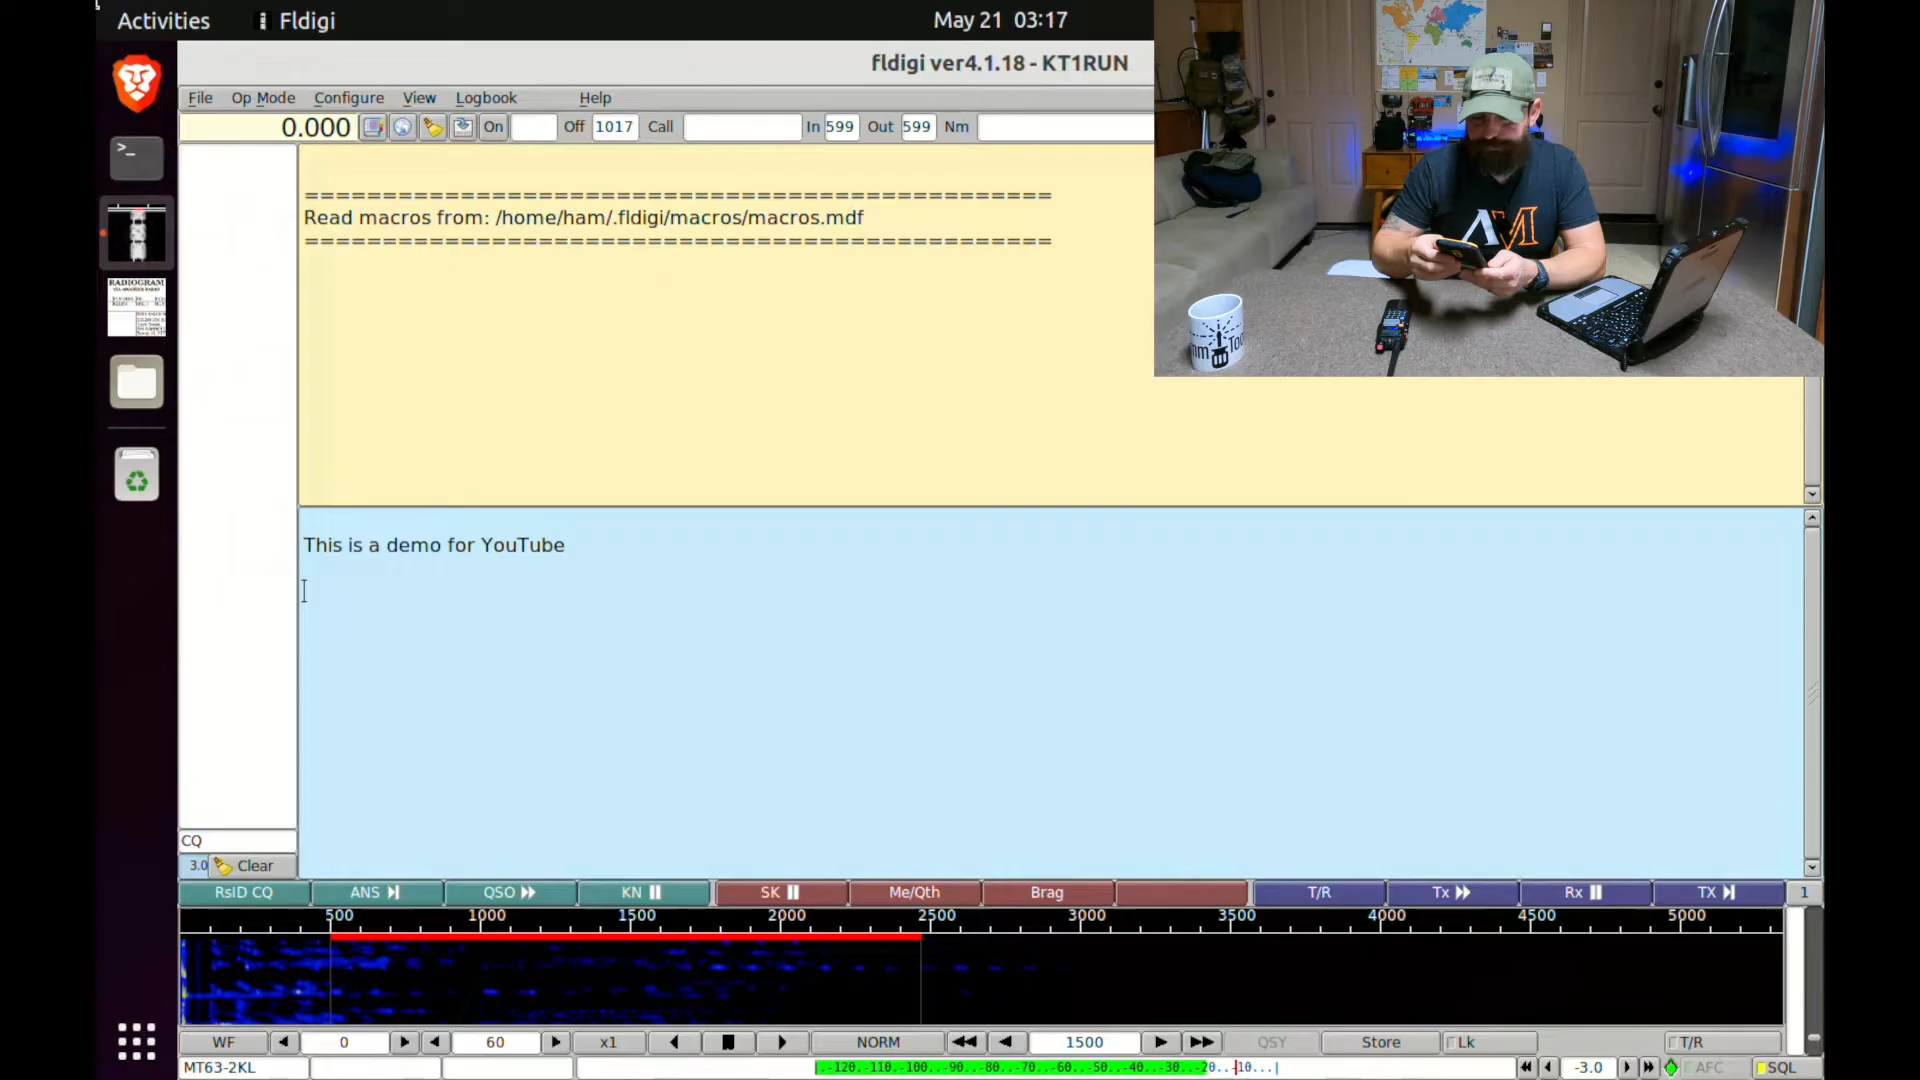 Activities
Fldigi
May 21 03:17
fldigi ver4.1.18 - KT1RUN
File Op Mode Configure View Logbook Help
0.000 On Off 1017 Call In 599 Out 599 Nm
==================================================
Read macros from: /home/ham/.fldigi/macros/macros.mdf
==================================================
RADIOGRAM
This is a demo for YouTube
CQ
3.0 Clear
RsID CQ ANS QSO KN SK Me/Qth Brag T/R Tx Rx TX 1
500 1000 1500 2000 2500 3000 3500 4000 4500 5000
WF 0 60 x1 NORM 1500 QSY Store Lk T/R
MT63-2KL
-3.0 AFC SQL